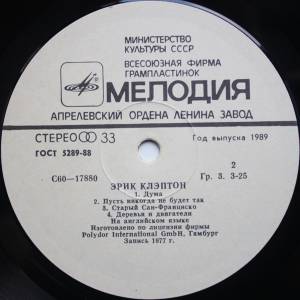 МИНИСТЕРСТВО
КУЛЬТУРЫ СССР
ВСЕСОЮЗНАЯ ФИРМА
ГРАМПЛАСТИНОК
МЕЛОДИЯ
АПРЕЛЕВСКИЙ ОРДЕНА ЛЕНИНА ЗАВОД
СТЕРЕО 33
Год выпуска 1989
ГОСТ 5289-88
2
С60—17880
Гр. 3. 3-25
ЭРИК КЛЭПТОН
1. Дума
2. Пусть никогда не будет так
3. Старый Сан-Франциско
4. Деревья и двигатели
На английском языке
Изготовлено по лицензии фирмы
Polydor International GmbH, Гамбург
Запись 1977 г.